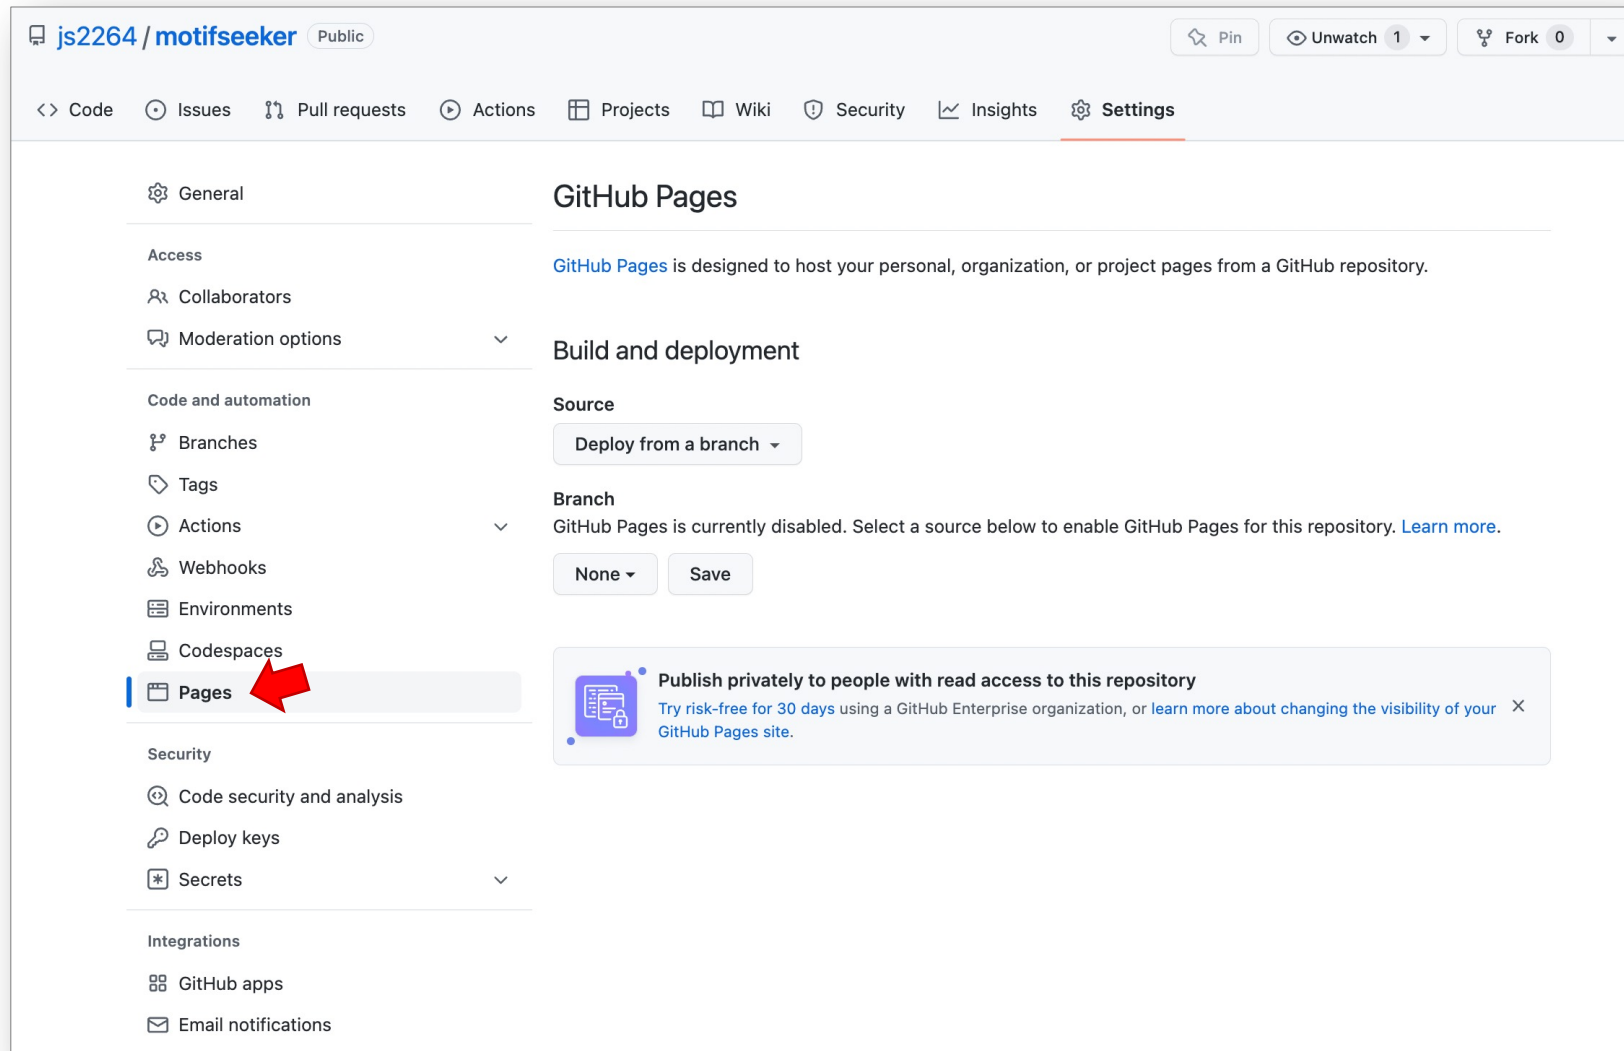 js2264 / motifseeker Public
Pin Unwatch 1 Fork 0
Code Issues Pull requests Actions Projects Wiki Security Insights Settings
General
Access
Collaborators
Moderation options
Code and automation
Branches
Tags
Actions
Webhooks
Environments
Codespaces
Pages
Security
Code security and analysis
Deploy keys
Secrets
Integrations
GitHub apps
Email notifications
GitHub Pages
GitHub Pages is designed to host your personal, organization, or project pages from a GitHub repository.
Build and deployment
Source
Deploy from a branch
Branch
GitHub Pages is currently disabled. Select a source below to enable GitHub Pages for this repository. Learn more.
None Save
Publish privately to people with read access to this repository
Try risk-free for 30 days using a GitHub Enterprise organization, or learn more about changing the visibility of your
GitHub Pages site.